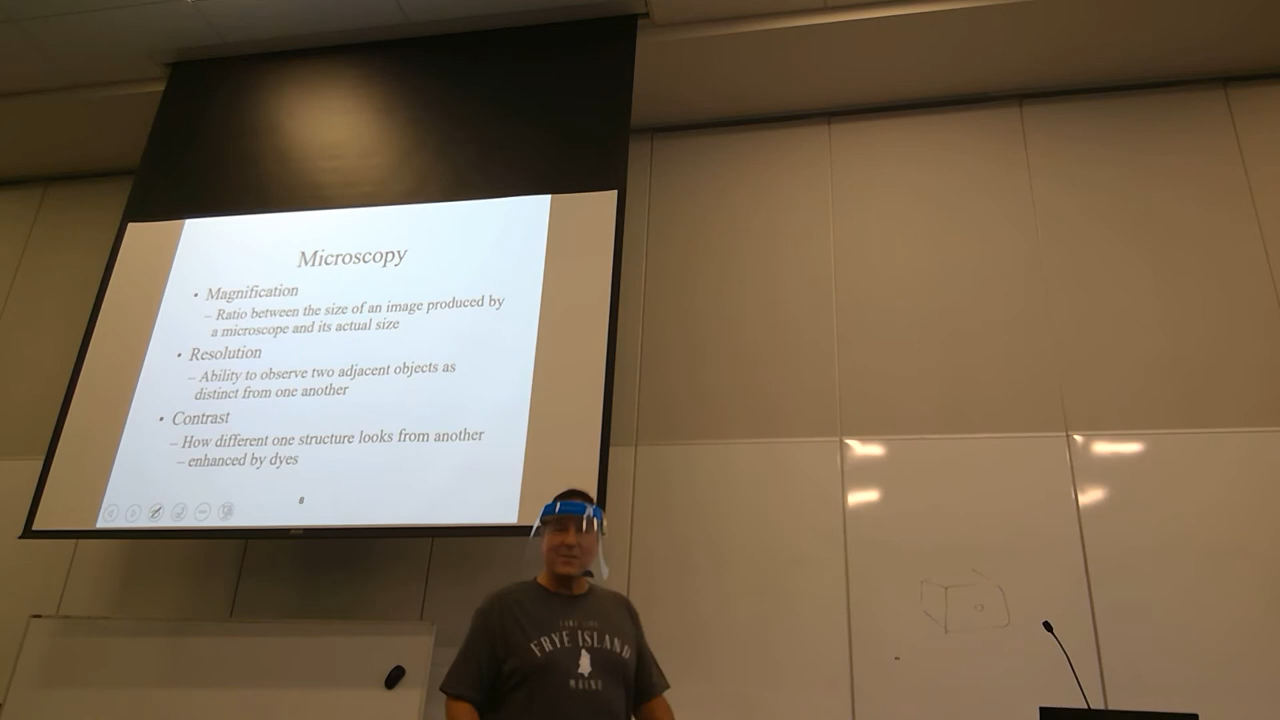 Microscopy
• Magnification
– Ratio between the size of an image produced by
a microscope and its actual size
• Resolution
– Ability to observe two adjacent objects as
distinct from one another
• Contrast
– How different one structure looks from another
– enhanced by dyes
6
FRYE ISLAND
MAINE